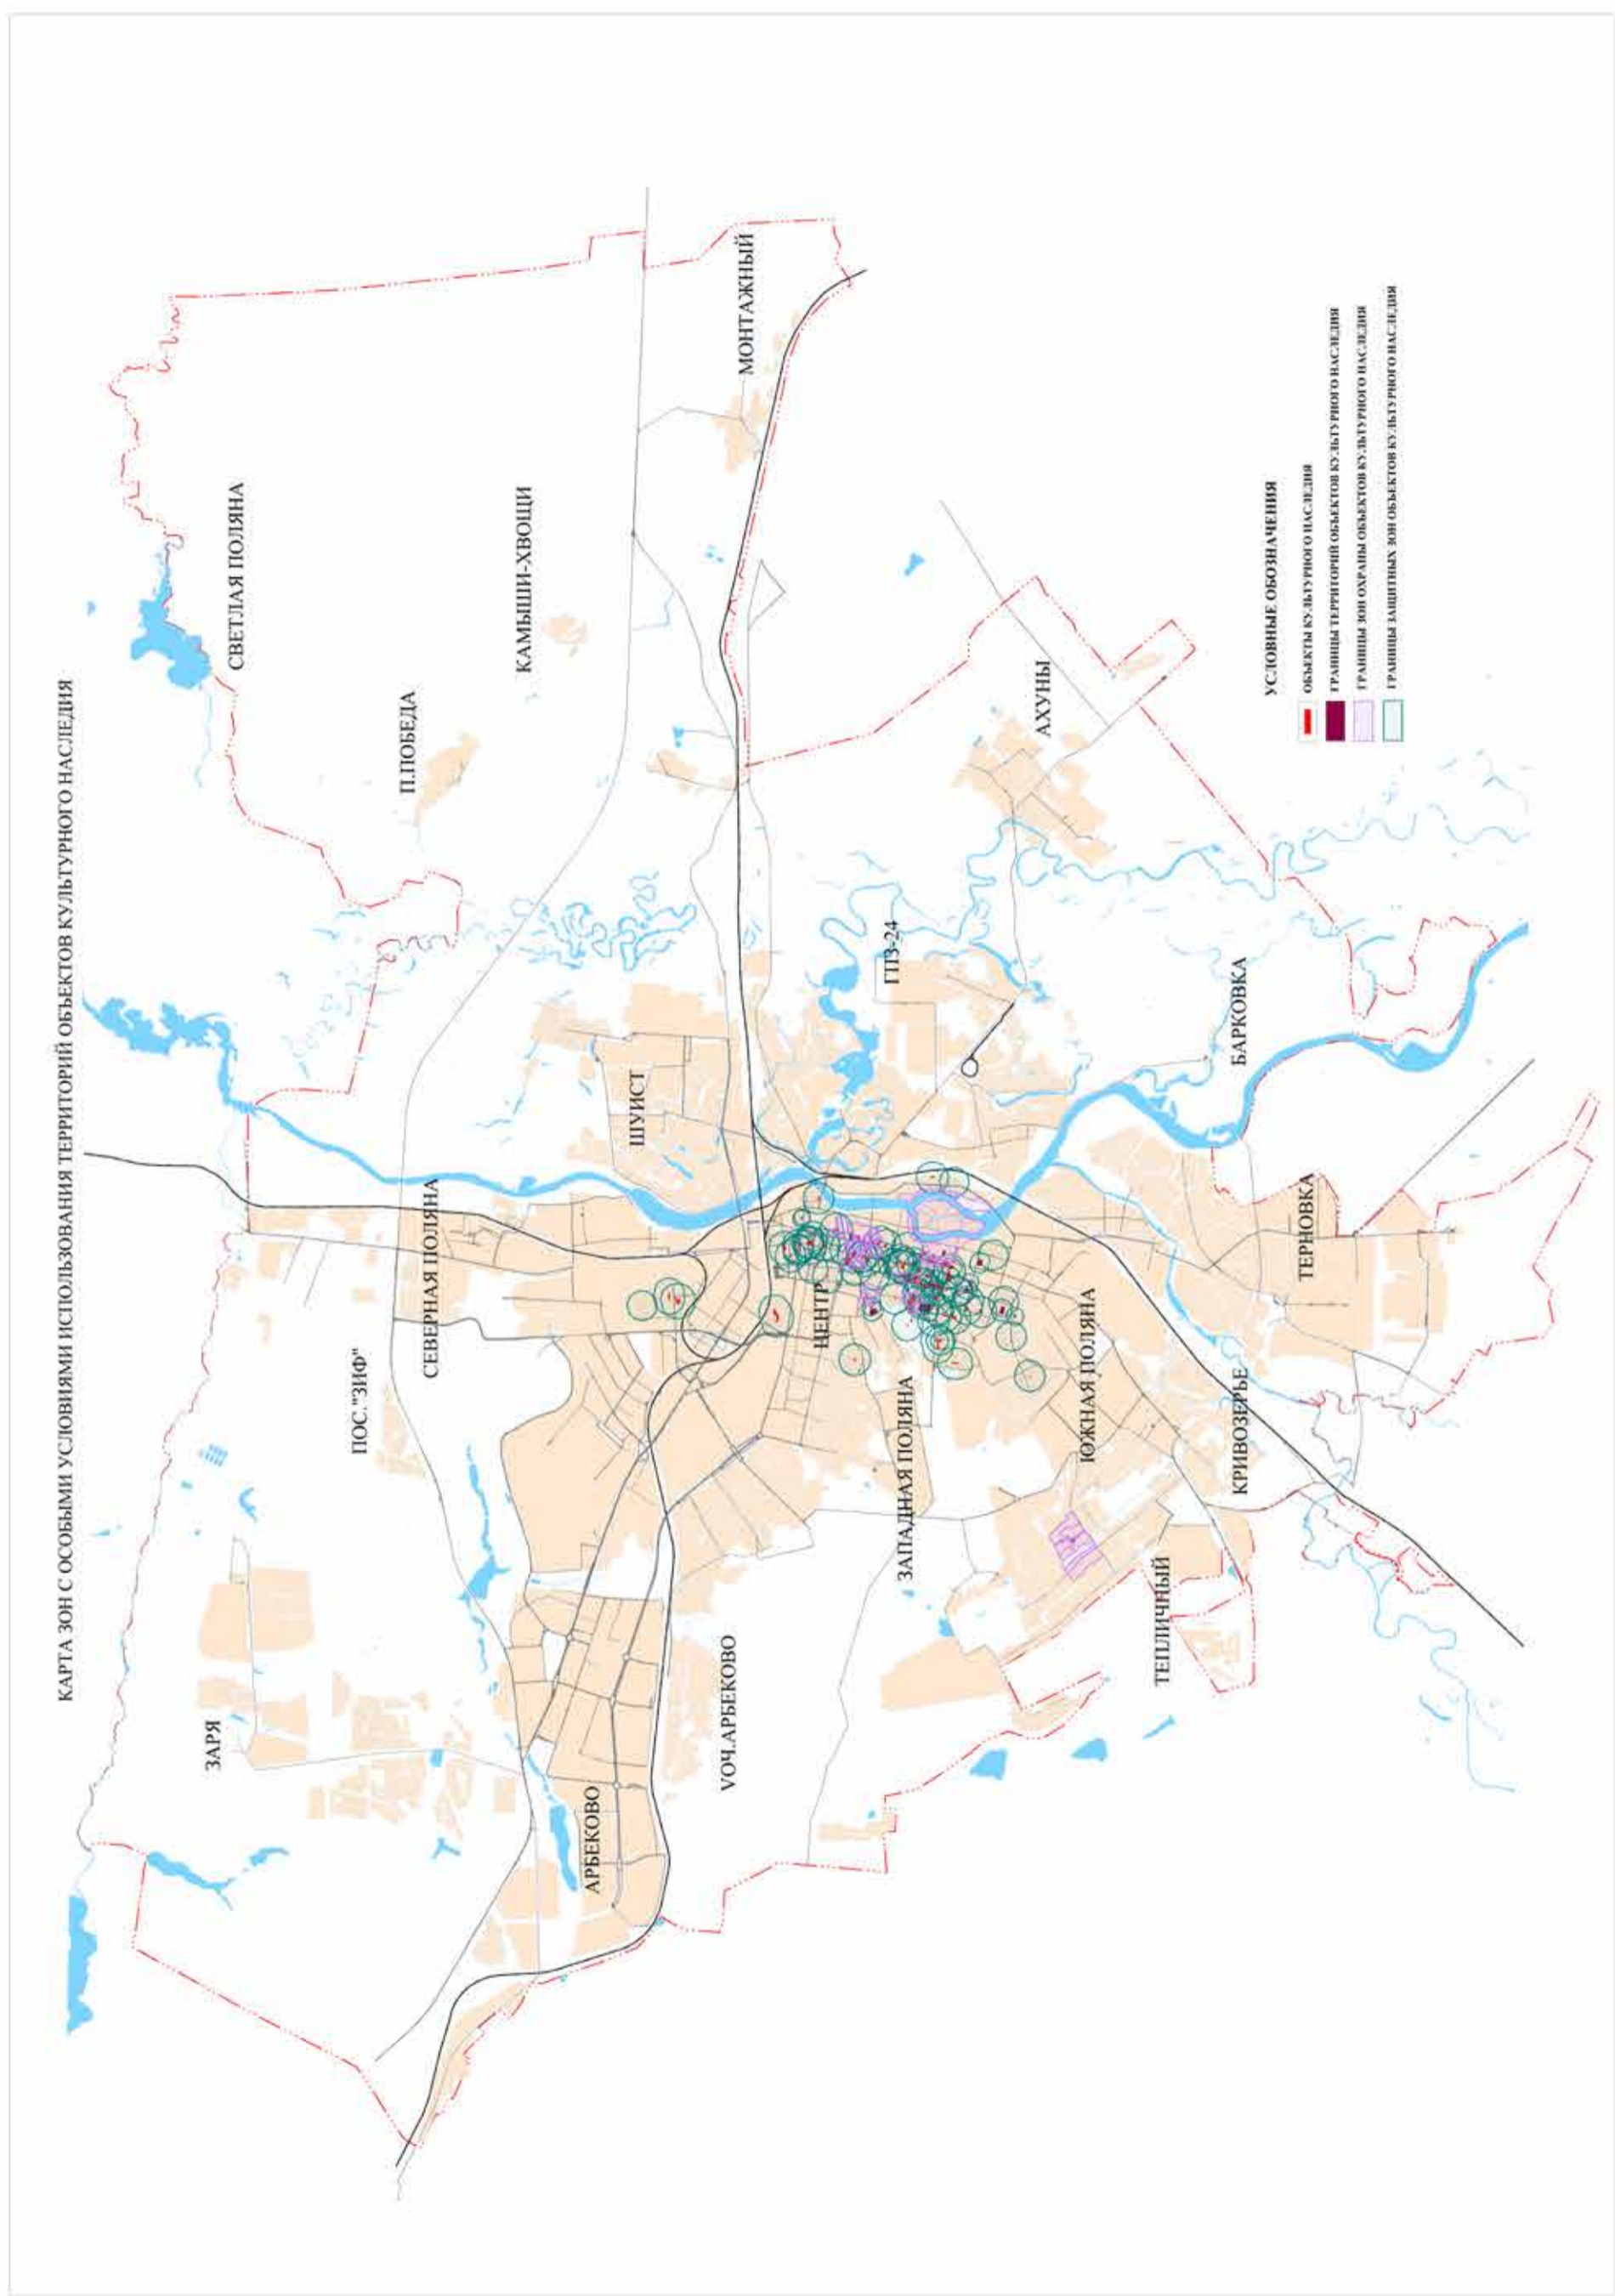 КАРТА ЗОН С ОСОБЫМИ УСЛОВИЯМИ ИСПОЛЬЗОВАНИЯ ТЕРРИТОРИЙ ОБЪЕКТОВ КУЛЬТУРНОГО НАСЛЕДИЯ
СВЕТЛАЯ ПОЛЯНА
ЗАРЯ
П.ПОБЕДА
ПОС."ЗИФ"
СЕВЕРНАЯ ПОЛЯНА
КАМЫШИ-ХВОЩИ
АРБЕКОВО
ШУИСТ
VОЧ.АРБЕКОВО
МОНТАЖНЫЙ
ЦЕНТР
ГПЗ-24
ЗАПАДНАЯ ПОЛЯНА
АХУНЫ
ЮЖНАЯ ПОЛЯНА
ТЕПЛИЧНЫЙ
БАРКОВКА
КРИВОЗЕРЬЕ
ТЕРНОВКА
УСЛОВНЫЕ ОБОЗНАЧЕНИЯ
ОБЪЕКТЫ КУЛЬТУРНОГО НАСЛЕДИЯ
ГРАНИЦЫ ТЕРРИТОРИЙ ОБЪЕКТОВ КУЛЬТУРНОГО НАСЛЕДИЯ
ГРАНИЦЫ ЗОН ОХРАНЫ ОБЪЕКТОВ КУЛЬТУРНОГО НАСЛЕДИЯ
ГРАНИЦЫ ЗАЩИТНЫХ ЗОН ОБЪЕКТОВ КУЛЬТУРНОГО НАСЛЕДИЯ